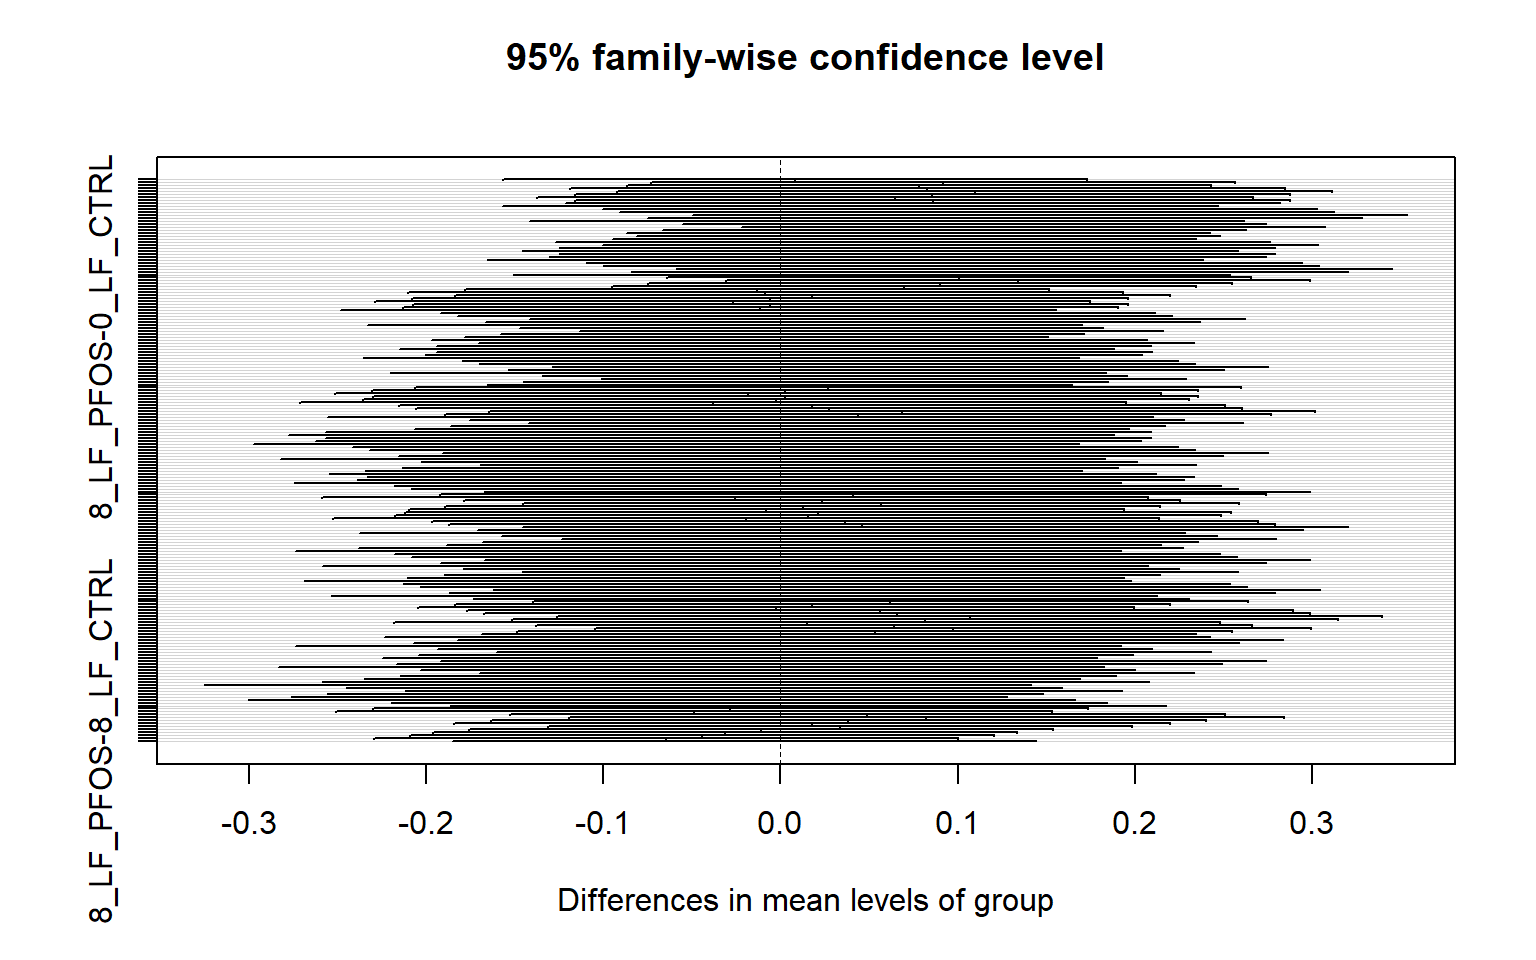 95% family-wise confidence level
8_LF_PFOS-0_LF_CTRL
8_LF_PFOS-8_LF_CTRL
-0.3 -0.2 -0.1 0.0 0.1 0.2 0.3
Differences in mean levels of group